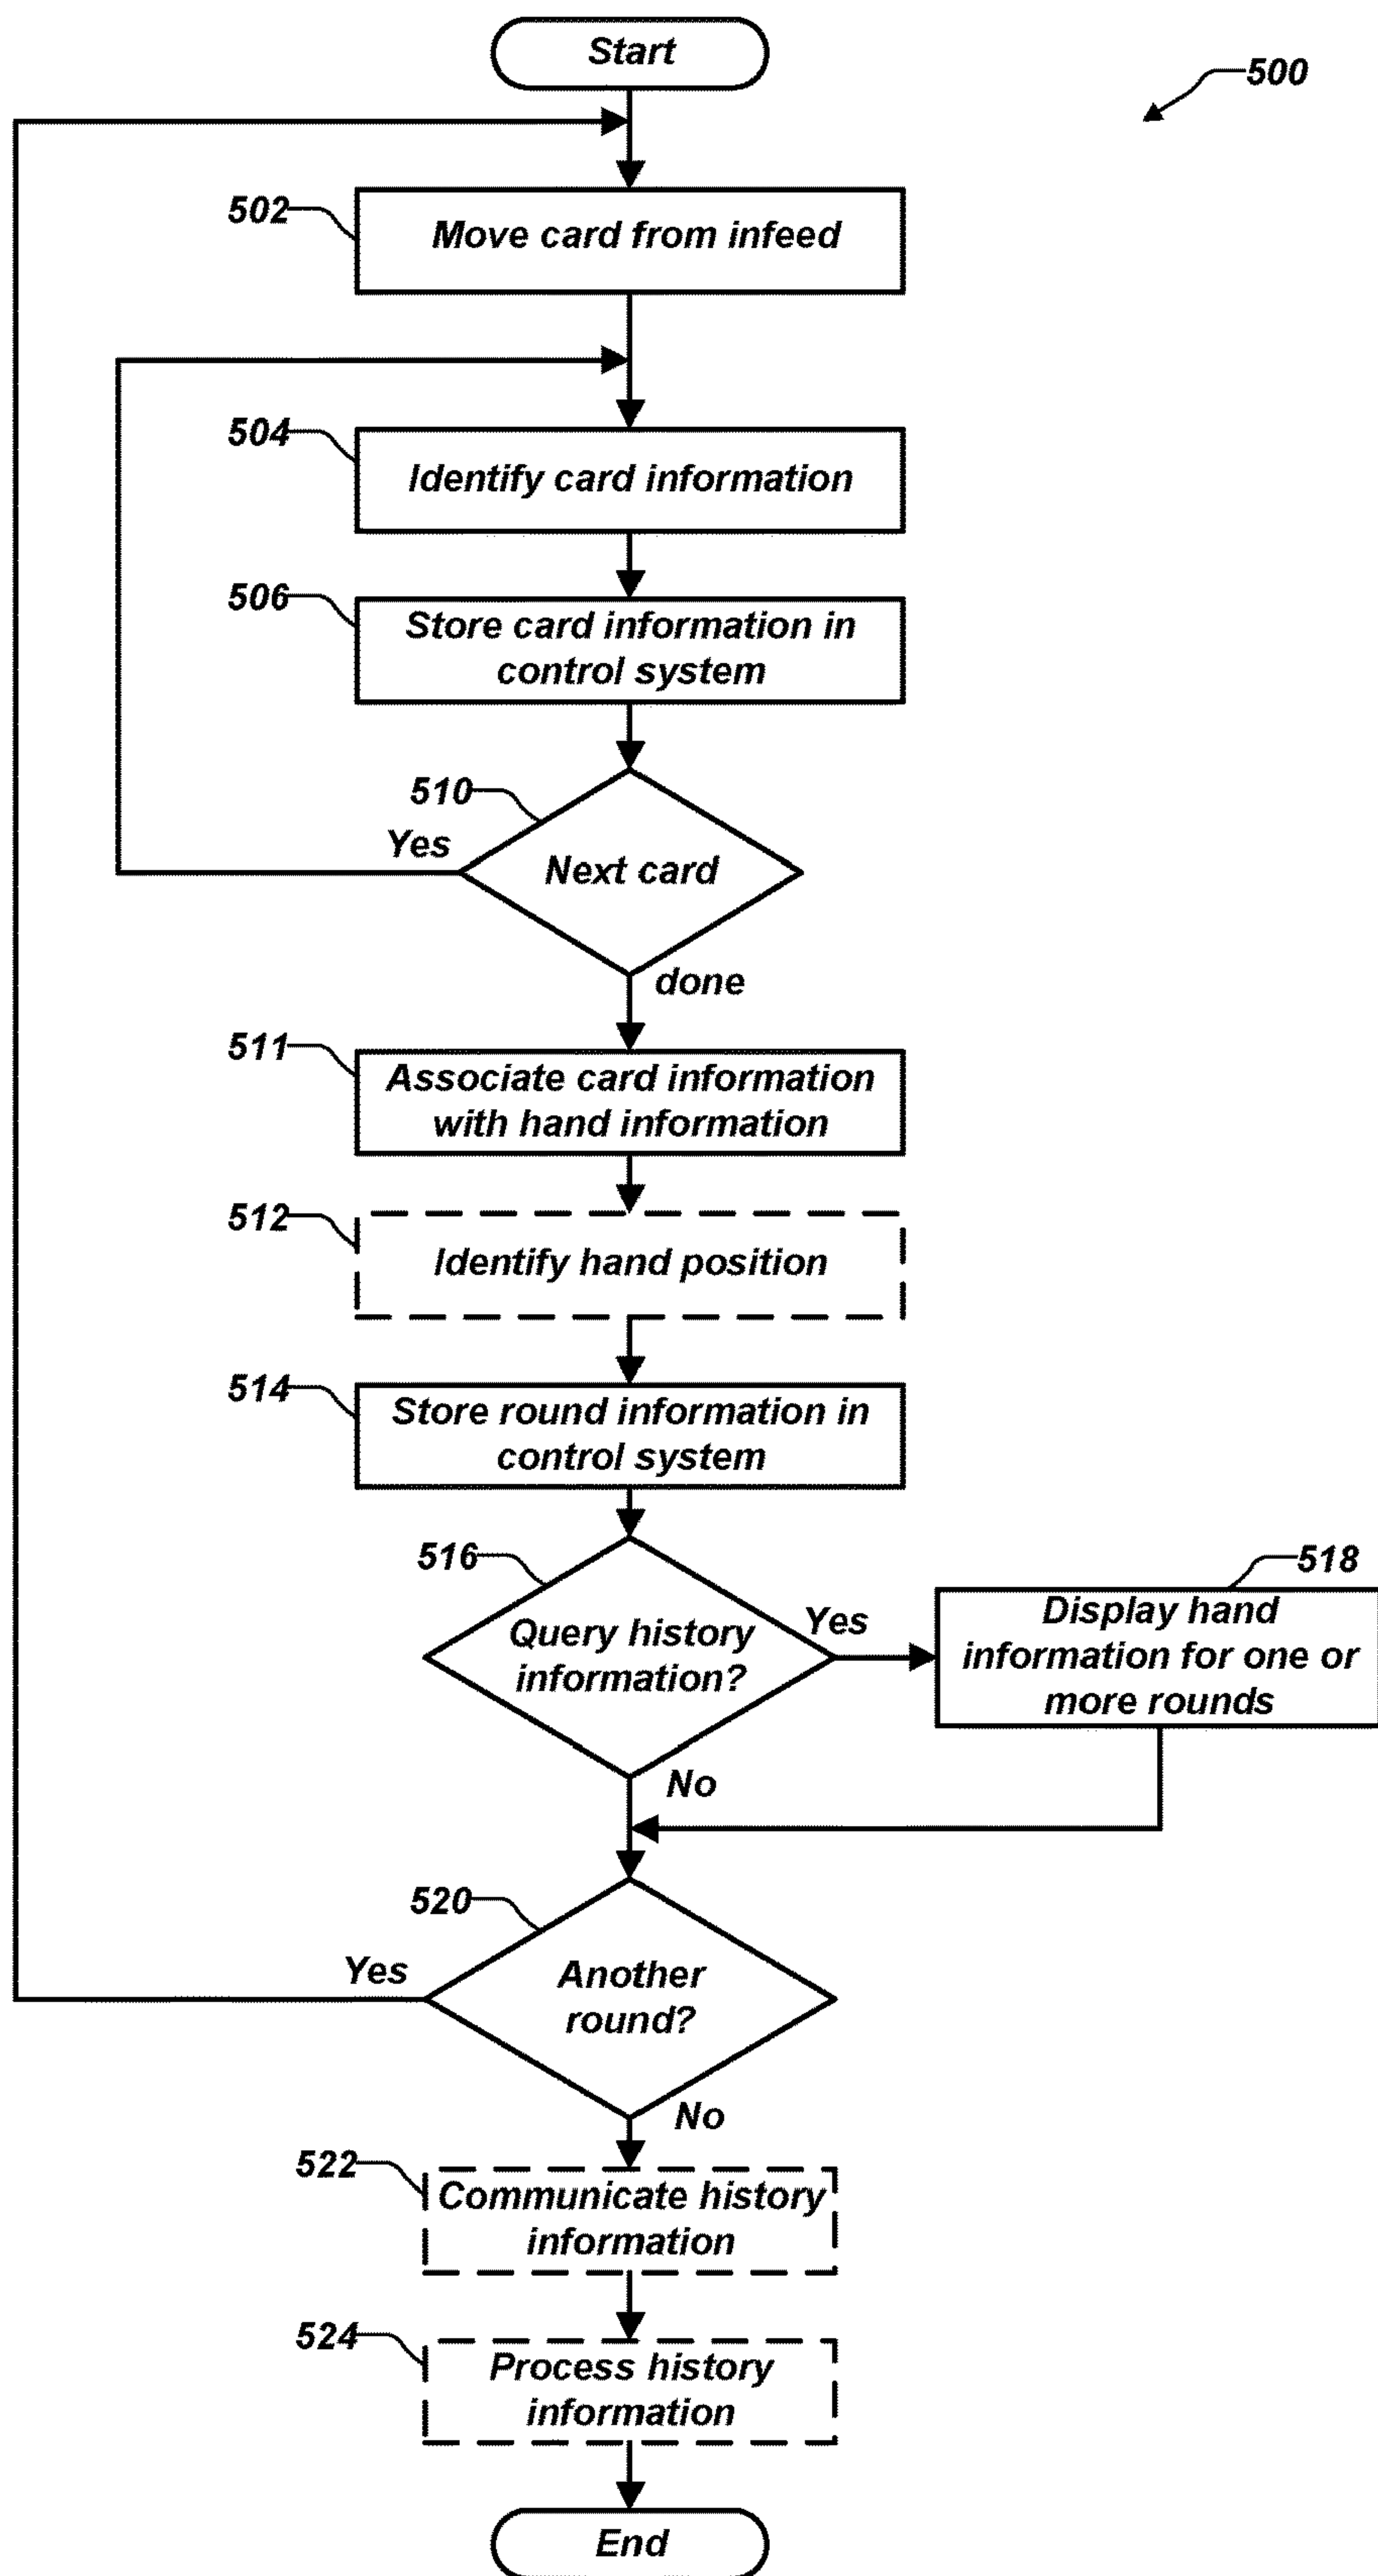 Start
500
502
Move card from infeed
504
Identify card information
506
Store card information in
control system
510
Yes
Next card
done
511
Associate card information
with hand information
512
Identify hand position
514
Store round information in
control system
516
Query history
information?
Yes
518
Display hand
information for one or
more rounds
No
520
Yes
Another
round?
No
522
Communicate history
information
524
Process history
information
End